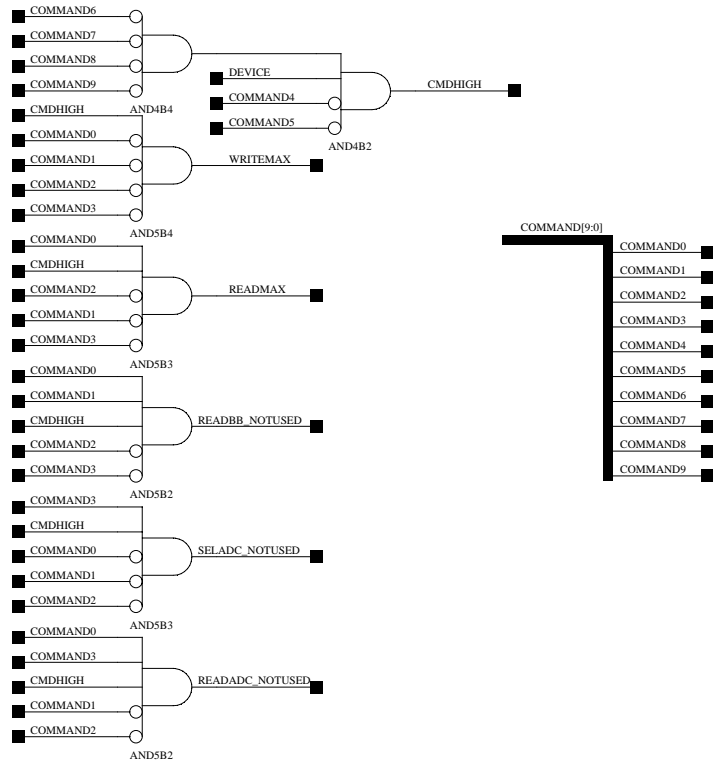 COMMAND6
COMMAND7
COMMAND8
COMMAND9
AND4B4
DEVICE
COMMAND4
COMMAND5
AND4B2
CMDHIGH
CMDHIGH
COMMAND0
COMMAND1
COMMAND2
COMMAND3
AND5B4
WRITEMAX
COMMAND0
CMDHIGH
COMMAND2
COMMAND1
COMMAND3
AND5B3
READMAX
COMMAND0
COMMAND1
CMDHIGH
COMMAND2
COMMAND3
AND5B2
READBB_NOTUSED
COMMAND3
CMDHIGH
COMMAND0
COMMAND1
COMMAND2
AND5B3
SELADC_NOTUSED
COMMAND0
COMMAND3
CMDHIGH
COMMAND1
COMMAND2
AND5B2
READADC_NOTUSED
COMMAND[9:0]
COMMAND0
COMMAND1
COMMAND2
COMMAND3
COMMAND4
COMMAND5
COMMAND6
COMMAND7
COMMAND8
COMMAND9